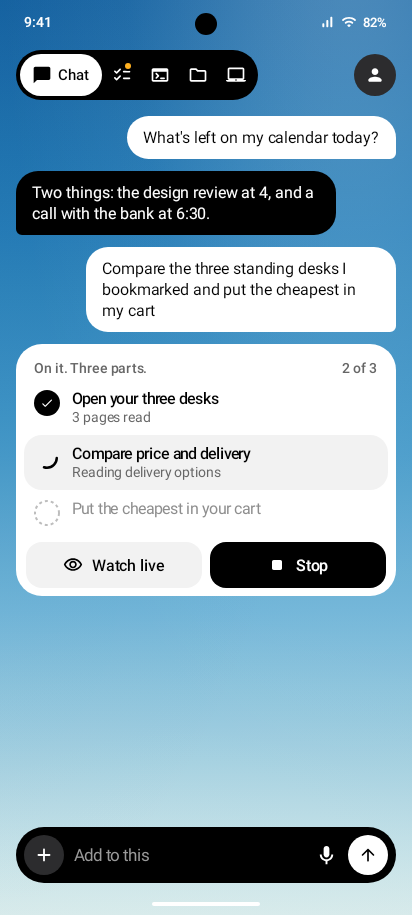 9:41
82%
Chat
What's left on my calendar today?
Two things: the design review at 4, and a
call with the bank at 6:30.
Compare the three standing desks I
bookmarked and put the cheapest in
my cart
On it. Three parts.
2 of 3
Open your three desks
3 pages read
Compare price and delivery
Reading delivery options
Put the cheapest in your cart
Watch live
Stop
Add to this